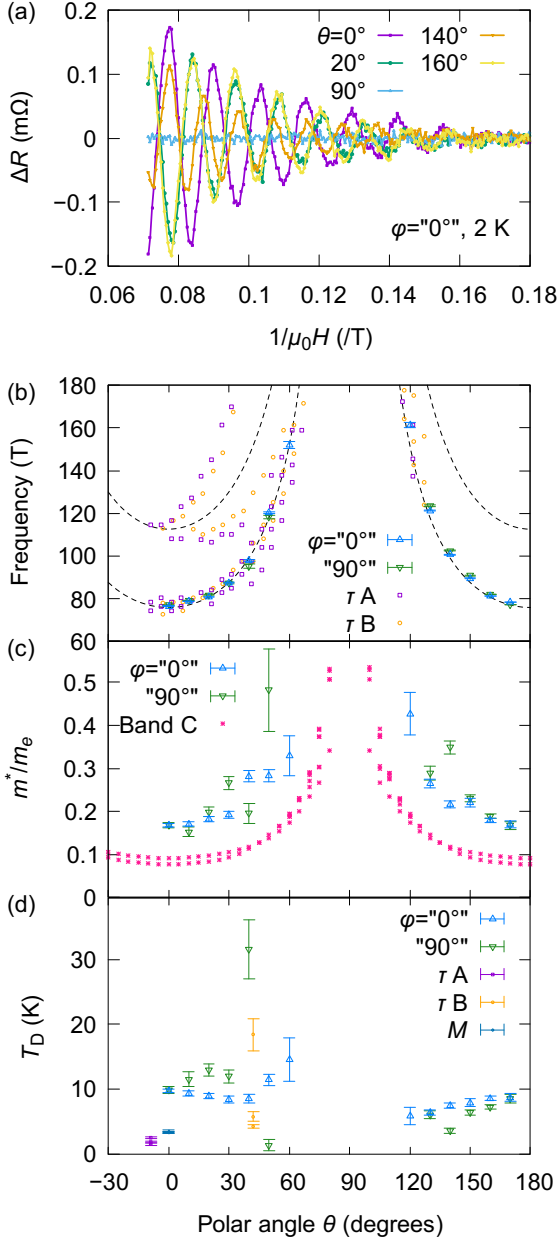 (a)
0.2
0.1
0
−0.1
−0.2
ΔR (mΩ)
θ=0°
20°
90°
140°
160°
φ="0°", 2 K
0.06 0.08 0.1 0.12 0.14 0.16 0.18
1/μ₀H (/T)
(b)
180
160
140
120
100
80
60
Frequency (T)
φ="0°"
"90°"
τ A
τ B
(c)
0.5
0.4
0.3
0.2
0.1
0
m*/mₑ
φ="0°"
"90°"
Band C
(d)
30
20
10
0
T_D (K)
φ="0°"
"90°"
τ A
τ B
M
−30 0 30 60 90 120 150 180
Polar angle θ (degrees)